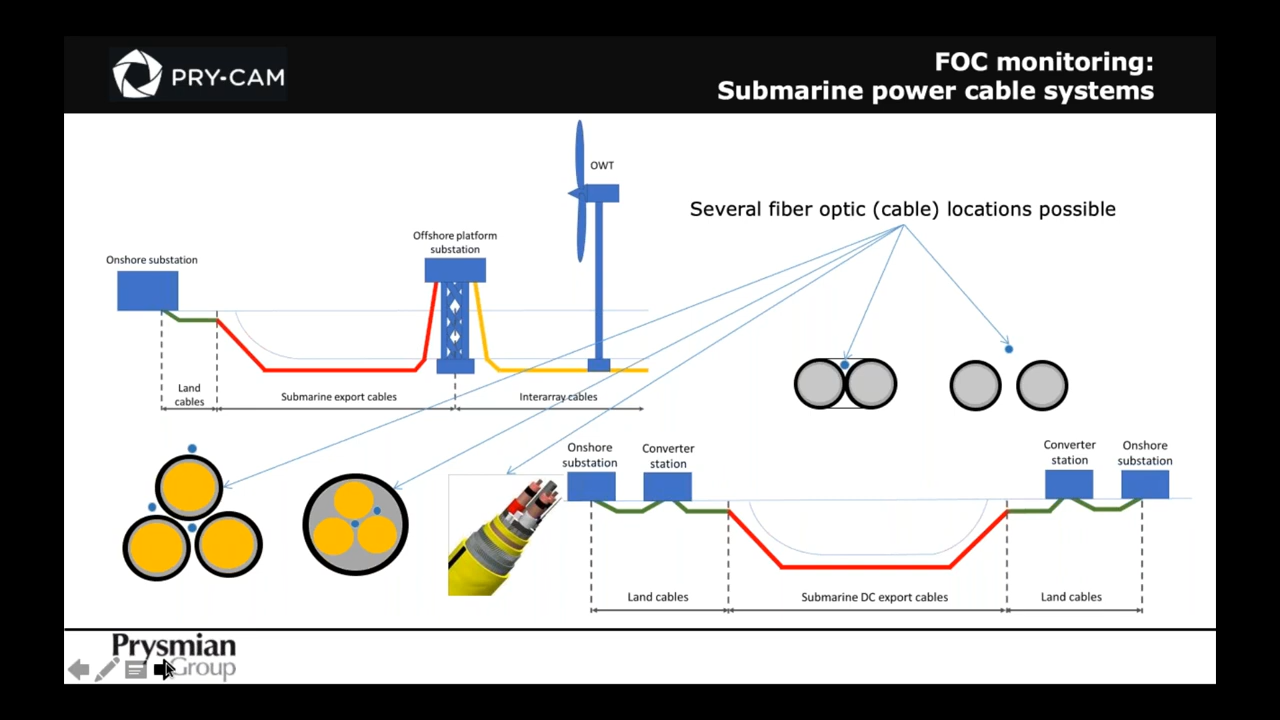 PRY-CAM
FOC monitoring:
Submarine power cable systems
OWT
Several fiber optic (cable) locations possible
Offshore platform
substation
Onshore substation
Land
cables
Submarine export cables
Interarray cables
Onshore
substation
Converter
station
Converter
station
Onshore
substation
Land cables
Submarine DC export cables
Land cables
Prysmian
Group